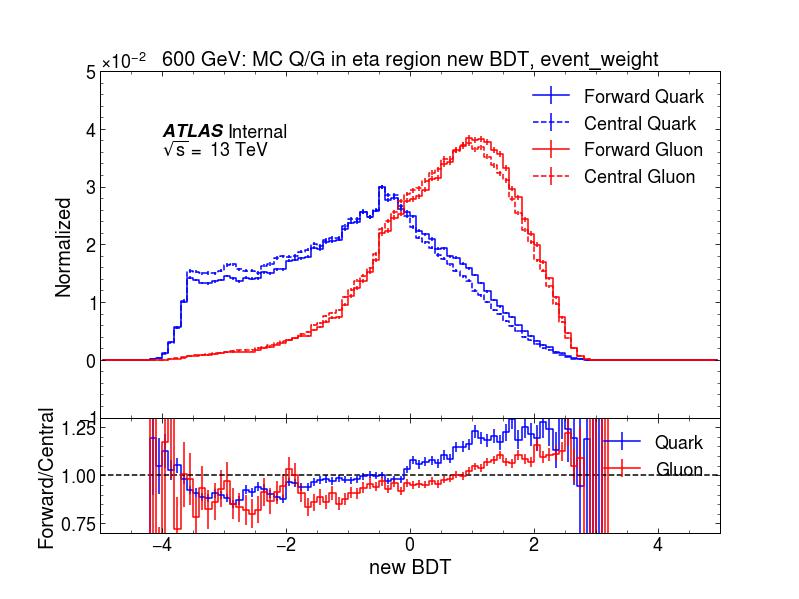 ×10⁻² 600 GeV: MC Q/G in eta region new BDT, event_weight
5
4
3
2
1
0
−1
Normalized
ATLAS Internal
√s = 13 TeV
Forward Quark
Central Quark
Forward Gluon
Central Gluon
1.25
1.00
0.75
Forward/Central
Quark
Gluon
−4 −2 0 2 4
new BDT